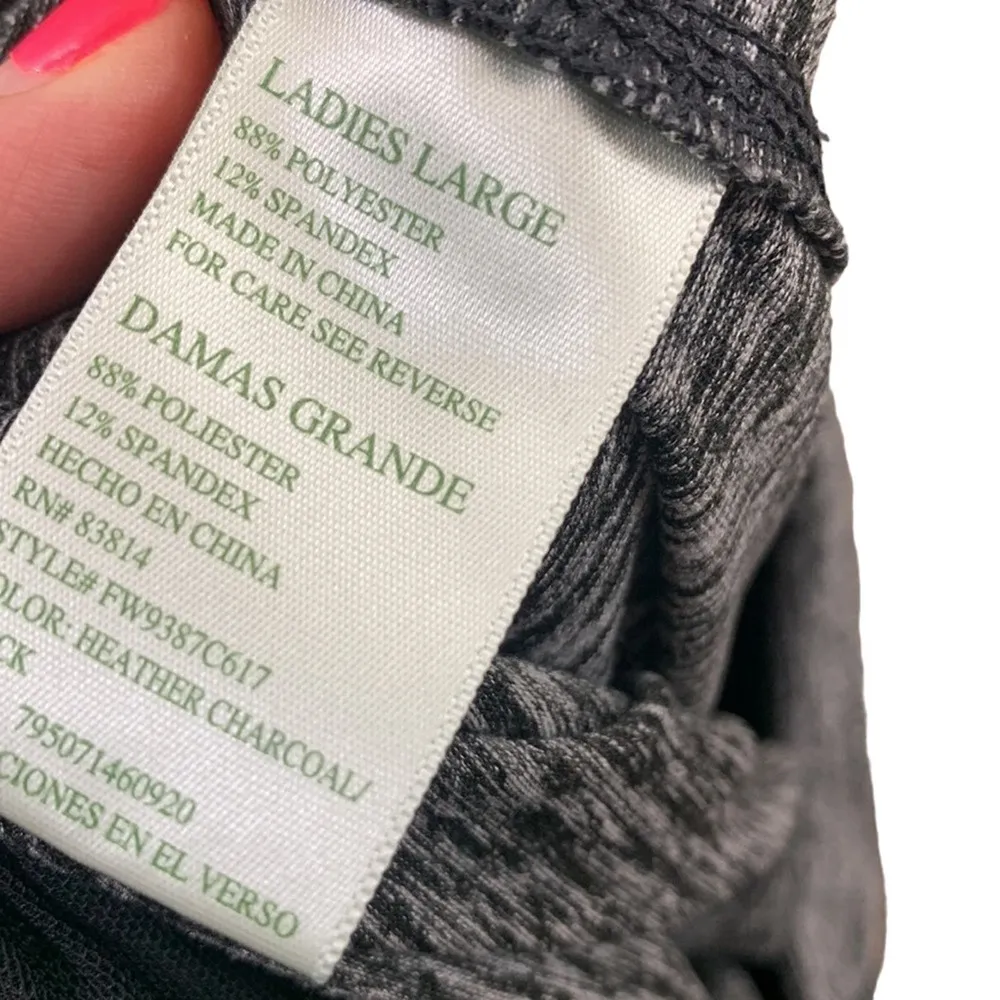 LADIES LARGE
88% POLYESTER
12% SPANDEX
MADE IN CHINA
FOR CARE SEE REVERSE
DAMAS GRANDE
88% POLIESTER
12% SPANDEX
HECHO EN CHINA
RN# 83814
STYLE# FW9387C617
OLOR: HEATHER CHARCOAL/
CK
795071460920
CIONES EN EL VERSO